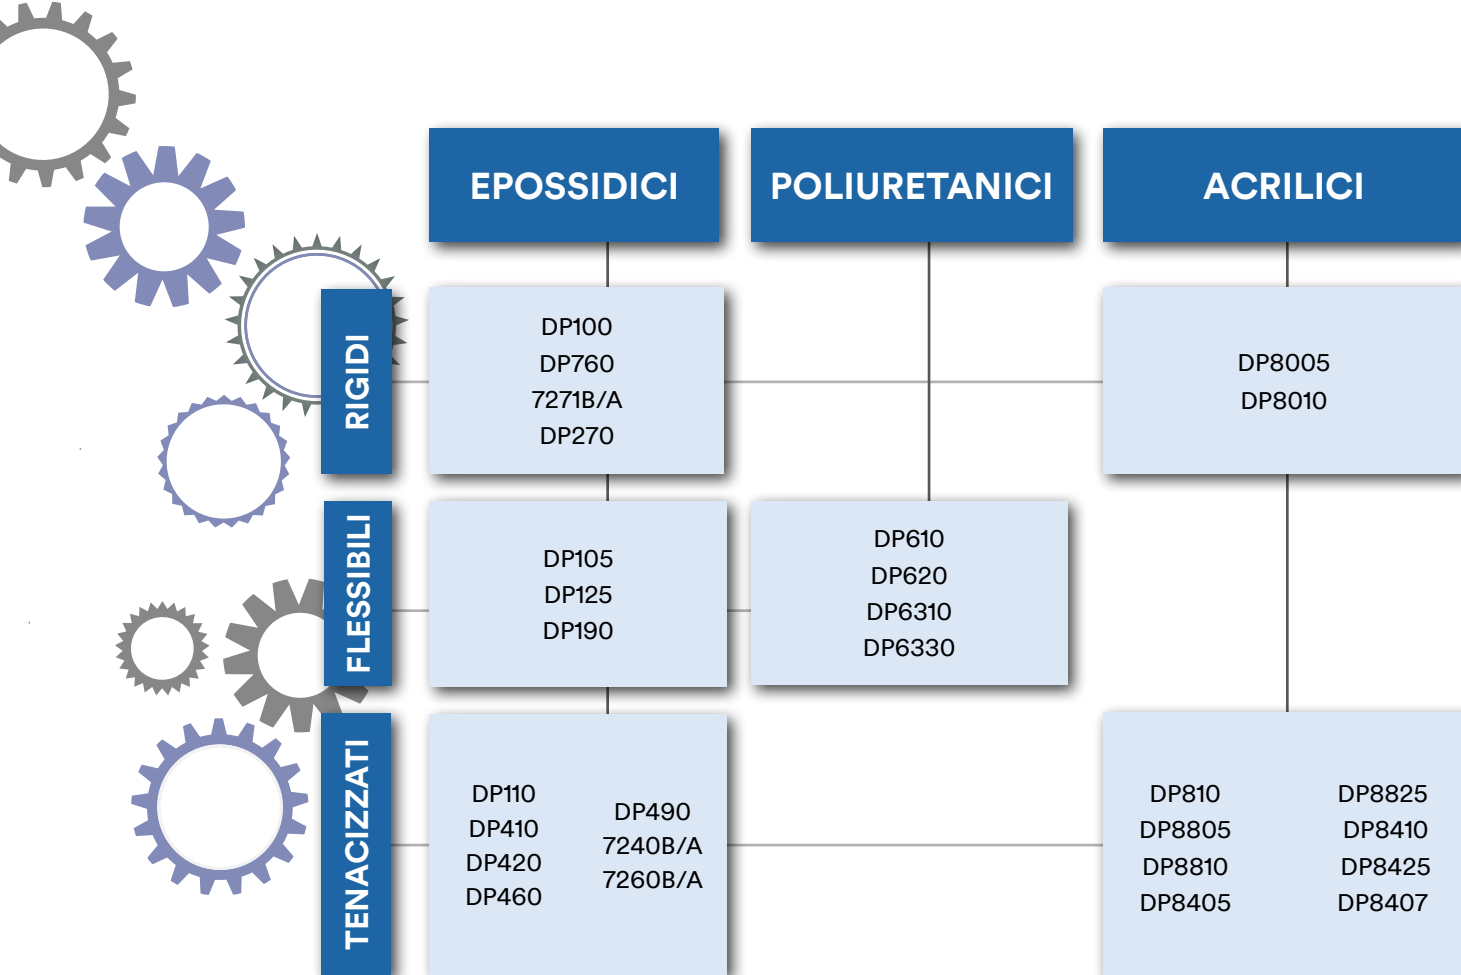 EPOSSIDICI
POLIURETANICI
ACRILICI
RIGIDI
DP100
DP760
7271B/A
DP270
DP8005
DP8010
FLESSIBILI
DP105
DP125
DP190
DP610
DP620
DP6310
DP6330
TENACIZZATI
DP110
DP410
DP420
DP460
DP490
7240B/A
7260B/A
DP810
DP8805
DP8810
DP8405
DP8825
DP8410
DP8425
DP8407